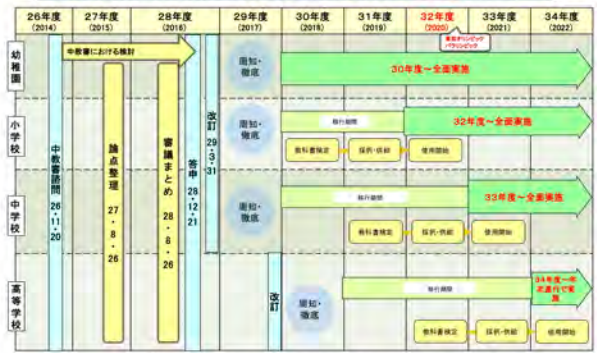 26年度 27年度 28年度 29年度 30年度 31年度 32年度 33年度 34年度
(2014) (2015) (2016) (2017) (2018) (2019) (2020) (2021) (2022)
東京オリンピック
パラリンピック
幼稚園
中教審における検討
周知・
徹底
30年度～全面実施
小学校
中教審諮問 26・11・20
論点整理 27・8・26
審議まとめ 28・8・26
答申 28・12・21
改訂 29・3・31
周知・
徹底
移行期間
32年度～全面実施
教科書検定 採択・供給 使用開始
中学校
周知・
徹底
移行期間
33年度～全面実施
教科書検定 採択・供給 使用開始
高等学校
改訂
周知・
徹底
移行期間
34年度～年
次進行で実
施
教科書検定 採択・供給 使用開始